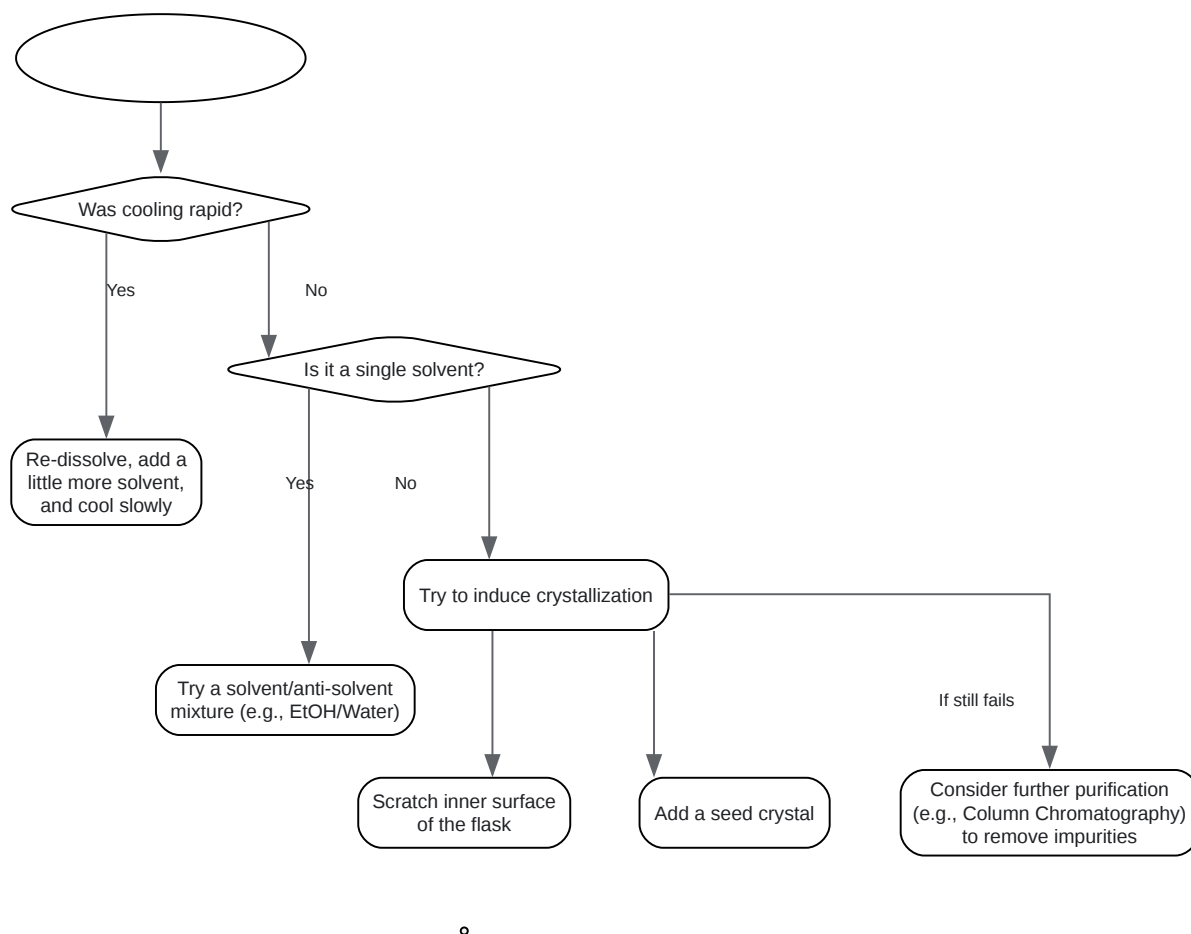 Was cooling rapid?
Yes
No
Is it a single solvent?
Re-dissolve, add a
little more solvent,
and cool slowly
Yes
No
Try to induce crystallization
Try a solvent/anti-solvent
mixture (e.g., EtOH/Water)
If still fails
Scratch inner surface
of the flask
Add a seed crystal
Consider further purification
(e.g., Column Chromatography)
to remove impurities